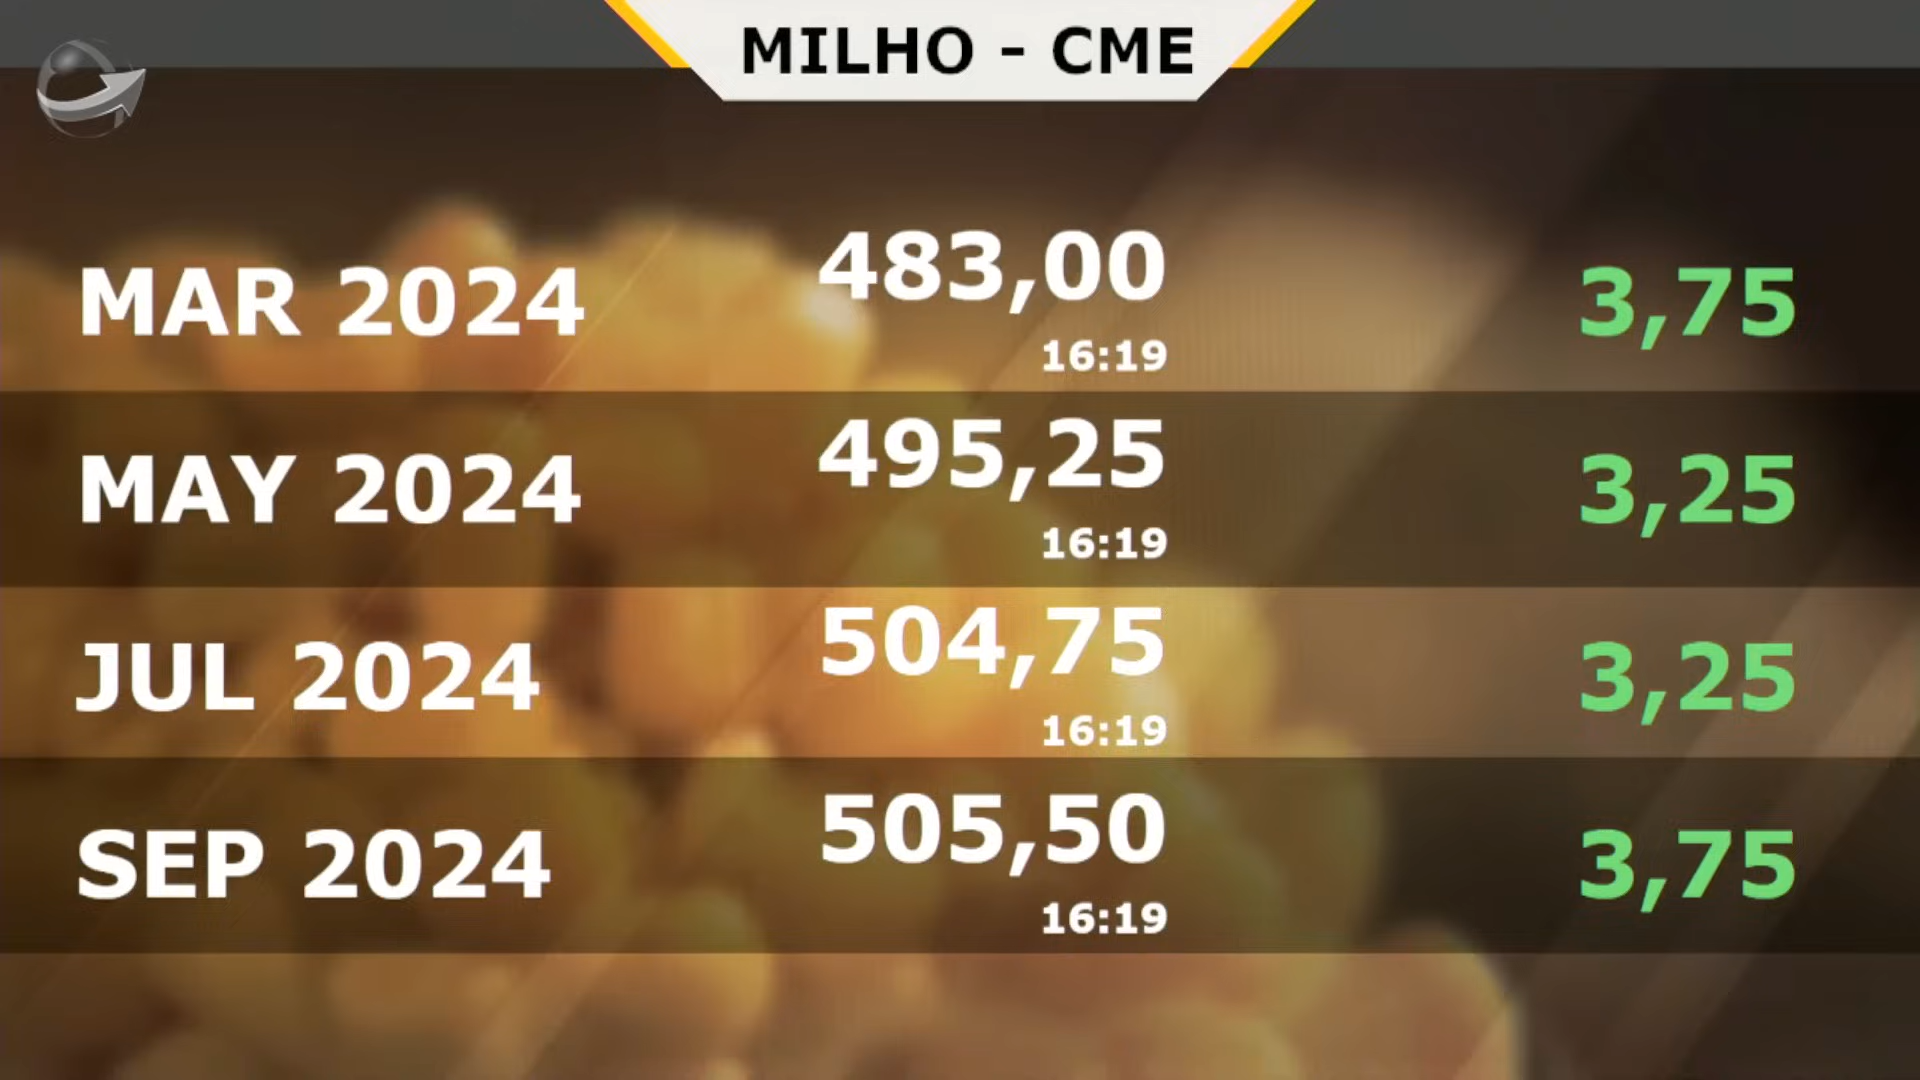 MILHO - CME
MAR 2024 483,00 3,75
16:19
MAY 2024 495,25 3,25
16:19
JUL 2024 504,75 3,25
16:19
SEP 2024 505,50 3,75
16:19